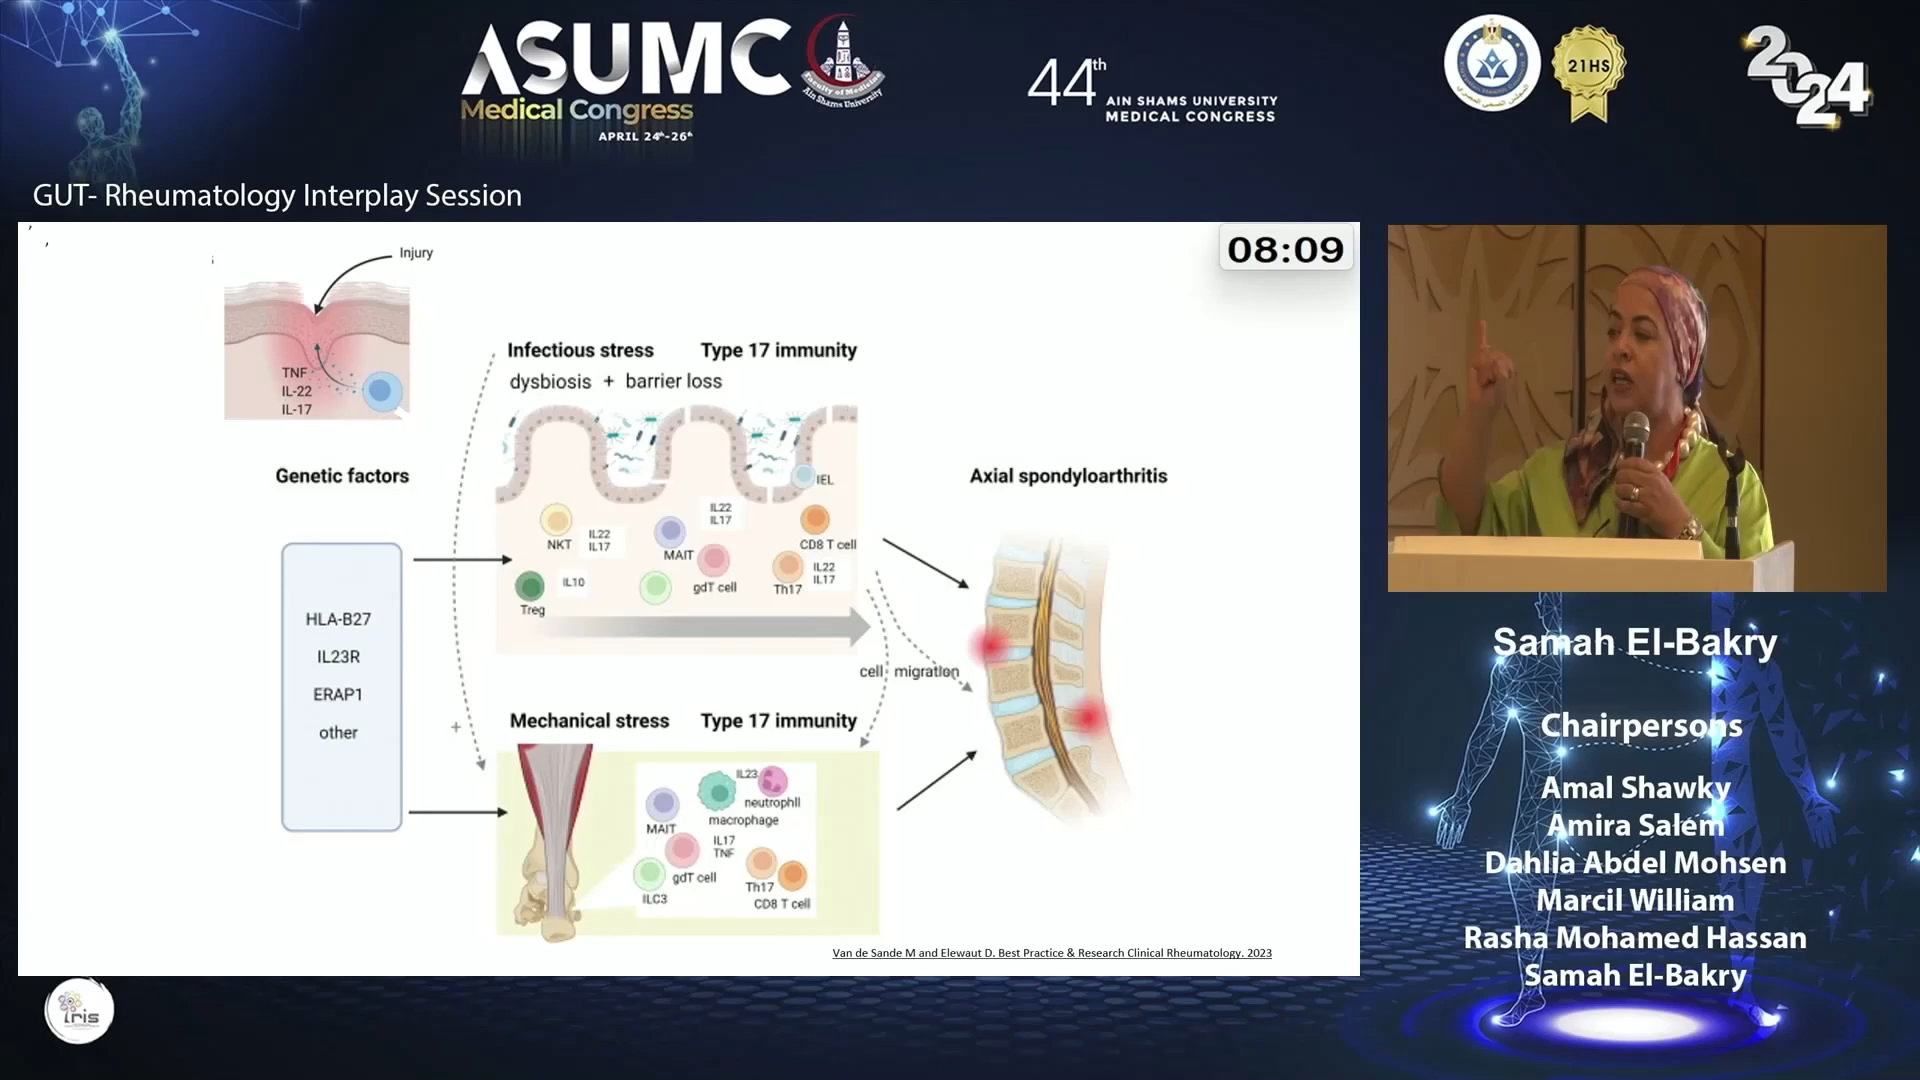 ASUMC
Medical Congress
APRIL 24th-26th
Faculty of Medicine
Ain Shams University
44th
AIN SHAMS UNIVERSITY
MEDICAL CONGRESS
21HS
2024
GUT- Rheumatology Interplay Session
08:09
Injury
TNF
IL-22
IL-17
Infectious stress Type 17 immunity
dysbiosis + barrier loss
Genetic factors
HLA-B27
IL23R
ERAP1
other
IEL
NKT
IL22
IL17
MAIT
IL22
IL17
CD8 T cell
Treg
IL10
gdT cell
Th17
IL22
IL17
cell migration
Axial spondyloarthritis
+
Mechanical stress Type 17 immunity
MAIT
IL23
neutrophil
macrophage
IL17
TNF
gdT cell
ILC3
Th17
CD8 T cell
Van de Sande M and Elewaut D. Best Practice & Research Clinical Rheumatology. 2023
Samah El-Bakry
Chairpersons
Amal Shawky
Amira Salem
Dahlia Abdel Mohsen
Marcil William
Rasha Mohamed Hassan
Samah El-Bakry
iris